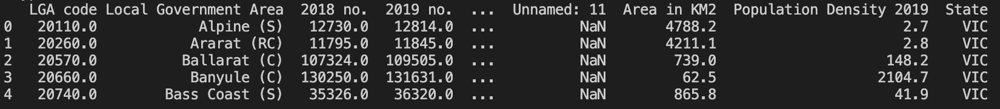 LGA code Local Government Area 2018 no. 2019 no. ... Unnamed: 11 Area in KM2 Population Density 2019 State
0 20110.0 Alpine (S) 12730.0 12814.0 ... NaN 4788.2 2.7 VIC
1 20260.0 Ararat (RC) 11795.0 11845.0 ... NaN 4211.1 2.8 VIC
2 20570.0 Ballarat (C) 107324.0 109505.0 ... NaN 739.0 148.2 VIC
3 20660.0 Banyule (C) 130250.0 131631.0 ... NaN 62.5 2104.7 VIC
4 20740.0 Bass Coast (S) 35326.0 36320.0 ... NaN 865.8 41.9 VIC